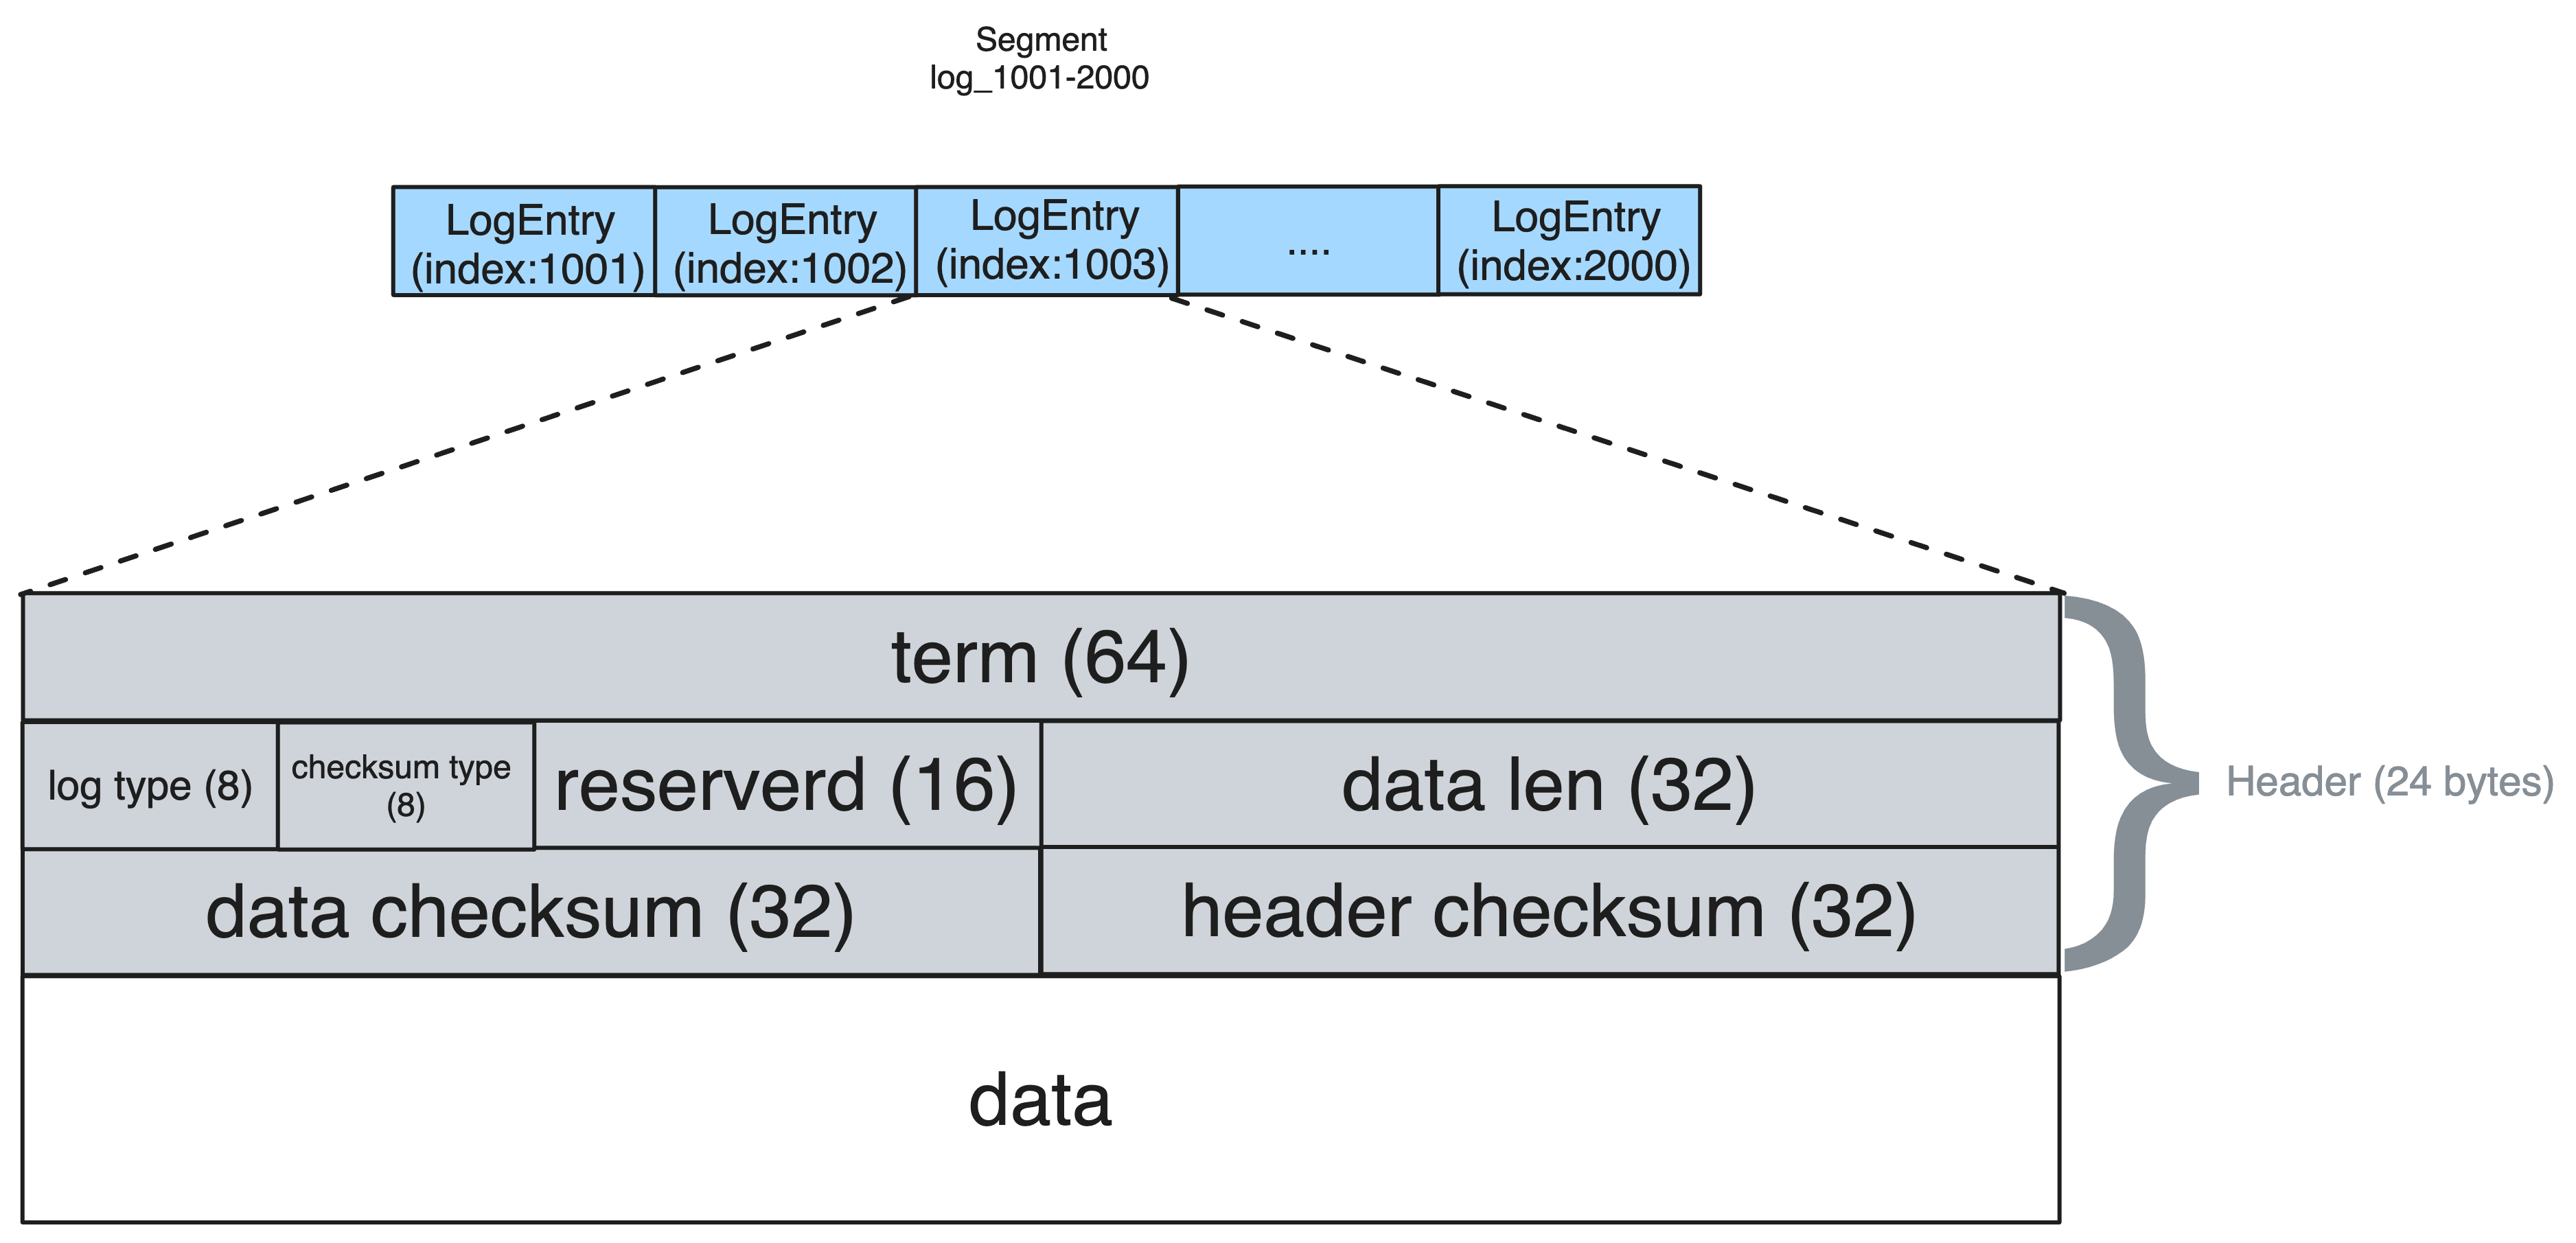 Segment
log_1001-2000
LogEntry
(index:1001)
LogEntry
(index:1002)
LogEntry
(index:1003)
....
LogEntry
(index:2000)
term (64)
log type (8)
checksum type
(8)
reserverd (16)
data len (32)
Header (24 bytes)
data checksum (32)
header checksum (32)
data